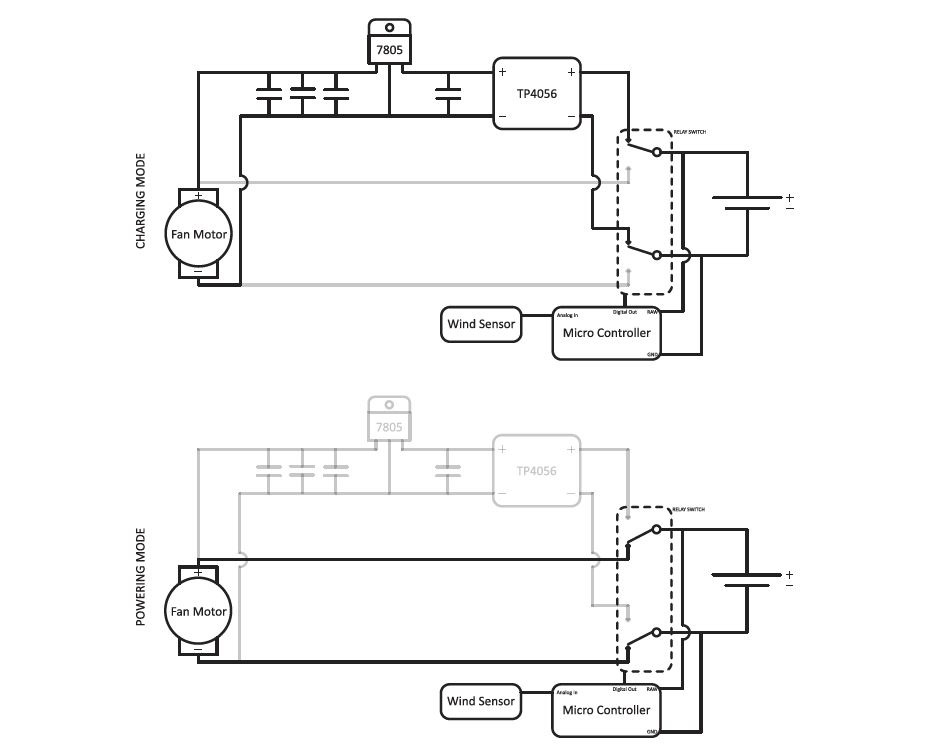 7805
+
+
TP4056
−
−
RELAY SWITCH
CHARGING MODE
+
Fan Motor
−
+
−
Wind Sensor
Analog In
Digital Out
RAW
Micro Controller
GND
7805
+
+
TP4056
−
−
RELAY SWITCH
POWERING MODE
+
Fan Motor
−
+
−
Wind Sensor
Analog In
Digital Out
RAW
Micro Controller
GND